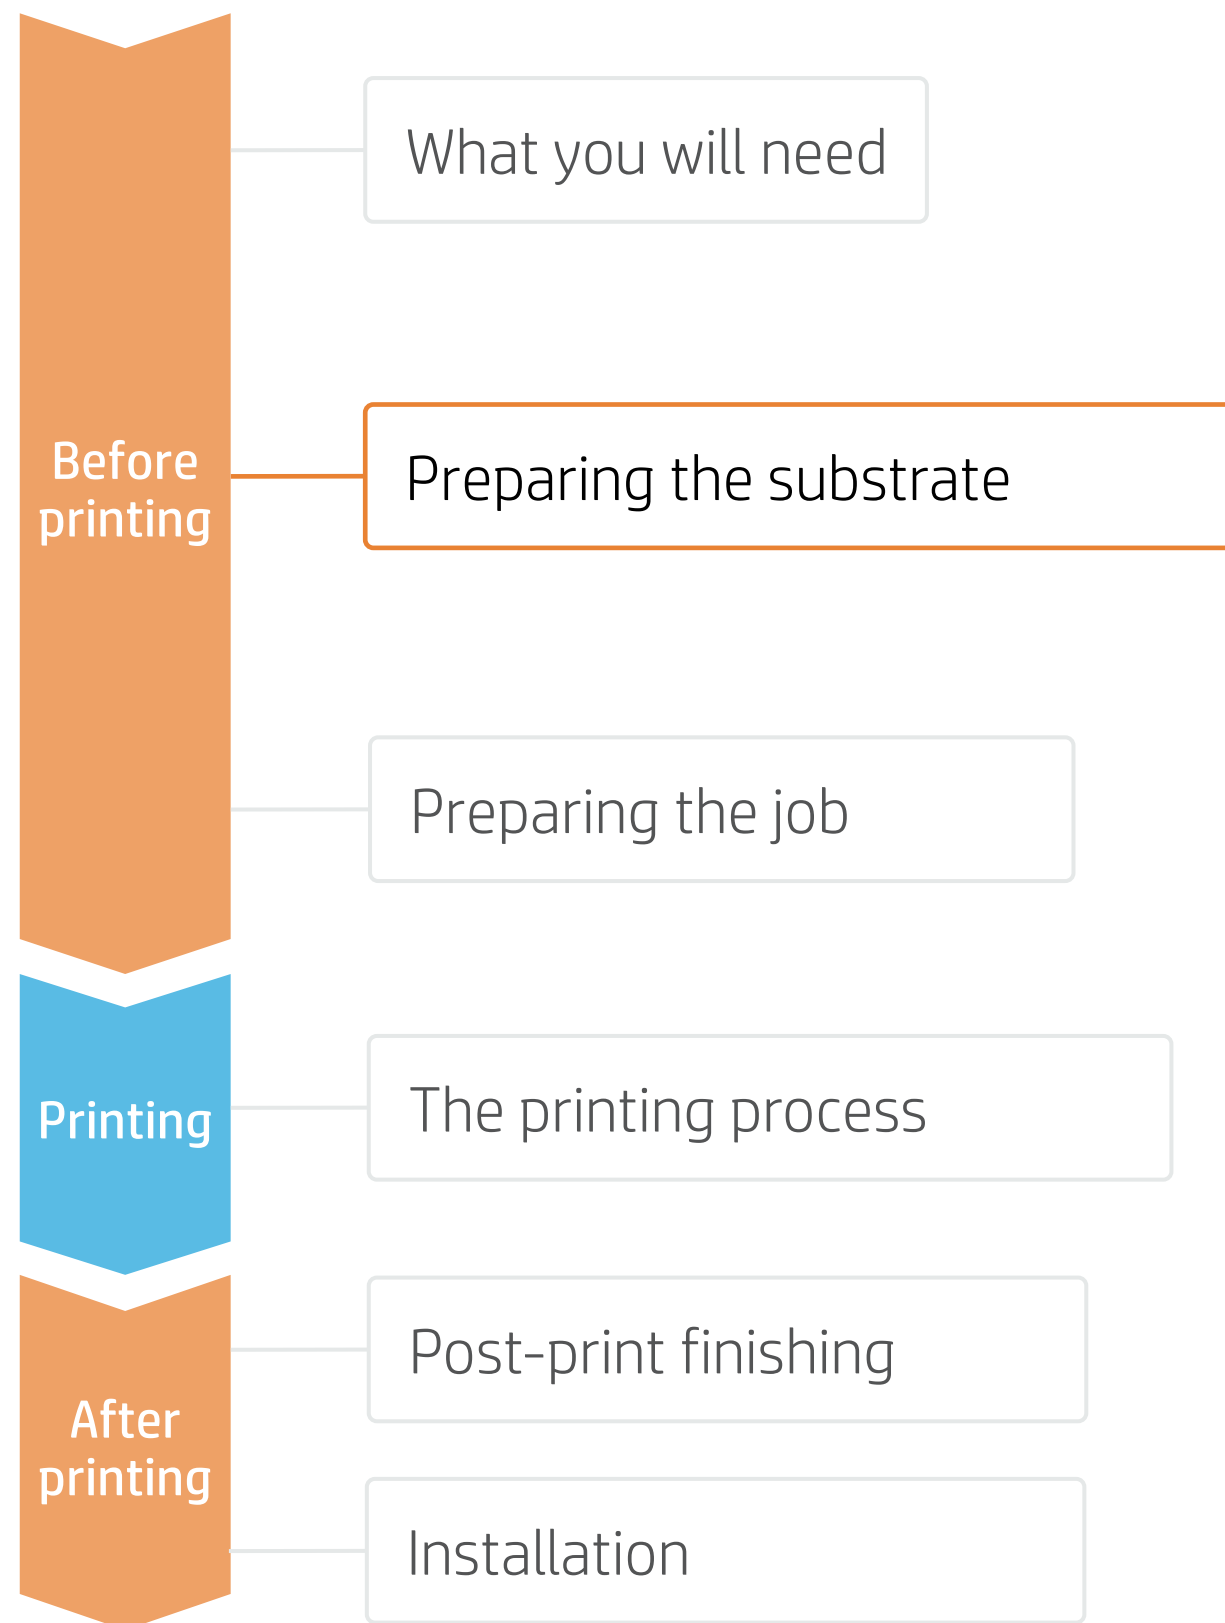 What you will need
Before
printing
Preparing the substrate
Preparing the job
Printing
The printing process
After
printing
Post-print finishing
Installation